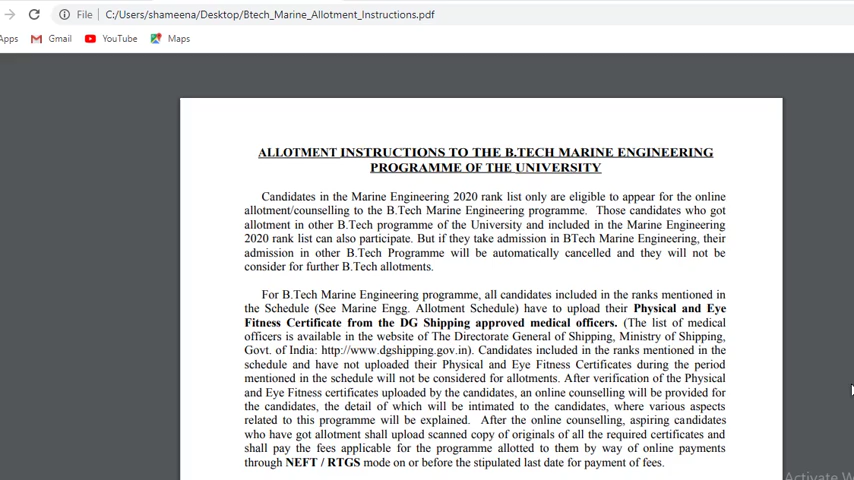 File C:/Users/shameena/Desktop/Btech_Marine_Allotment_Instructions.pdf
Apps Gmail YouTube Maps
ALLOTMENT INSTRUCTIONS TO THE B.TECH MARINE ENGINEERING
PROGRAMME OF THE UNIVERSITY
Candidates in the Marine Engineering 2020 rank list only are eligible to appear for the online
allotment/counselling to the B.Tech Marine Engineering programme. Those candidates who got
allotment in other B.Tech programme of the University and included in the Marine Engineering
2020 rank list can also participate. But if they take admission in BTech Marine Engineering, their
admission in other B.Tech Programme will be automatically cancelled and they will not be
consider for further B.Tech allotments.
For B.Tech Marine Engineering programme, all candidates included in the ranks mentioned in
the Schedule (See Marine Engg. Allotment Schedule) have to upload their Physical and Eye
Fitness Certificate from the DG Shipping approved medical officers. (The list of medical
officers is available in the website of The Directorate General of Shipping, Ministry of Shipping,
Govt. of India: http://www.dgshipping.gov.in). Candidates included in the ranks mentioned in the
schedule and have not uploaded their Physical and Eye Fitness Certificates during the period
mentioned in the schedule will not be considered for allotments. After verification of the Physical
and Eye Fitness certificates uploaded by the candidates, an online counselling will be provided for
the candidates, the detail of which will be intimated to the candidates, where various aspects
related to this programme will be explained. After the online counselling, aspiring candidates
who have got allotment shall upload scanned copy of originals of all the required certificates and
shall pay the fees applicable for the programme allotted to them by way of online payments
through NEFT / RTGS mode on or before the stipulated last date for payment of fees.
Activate W